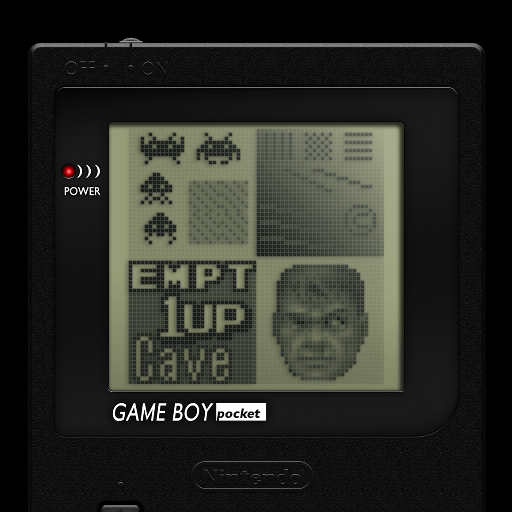 OFF ON
POWER
EMPT
1UP
Cave
GAME BOY pocket
Nintendo